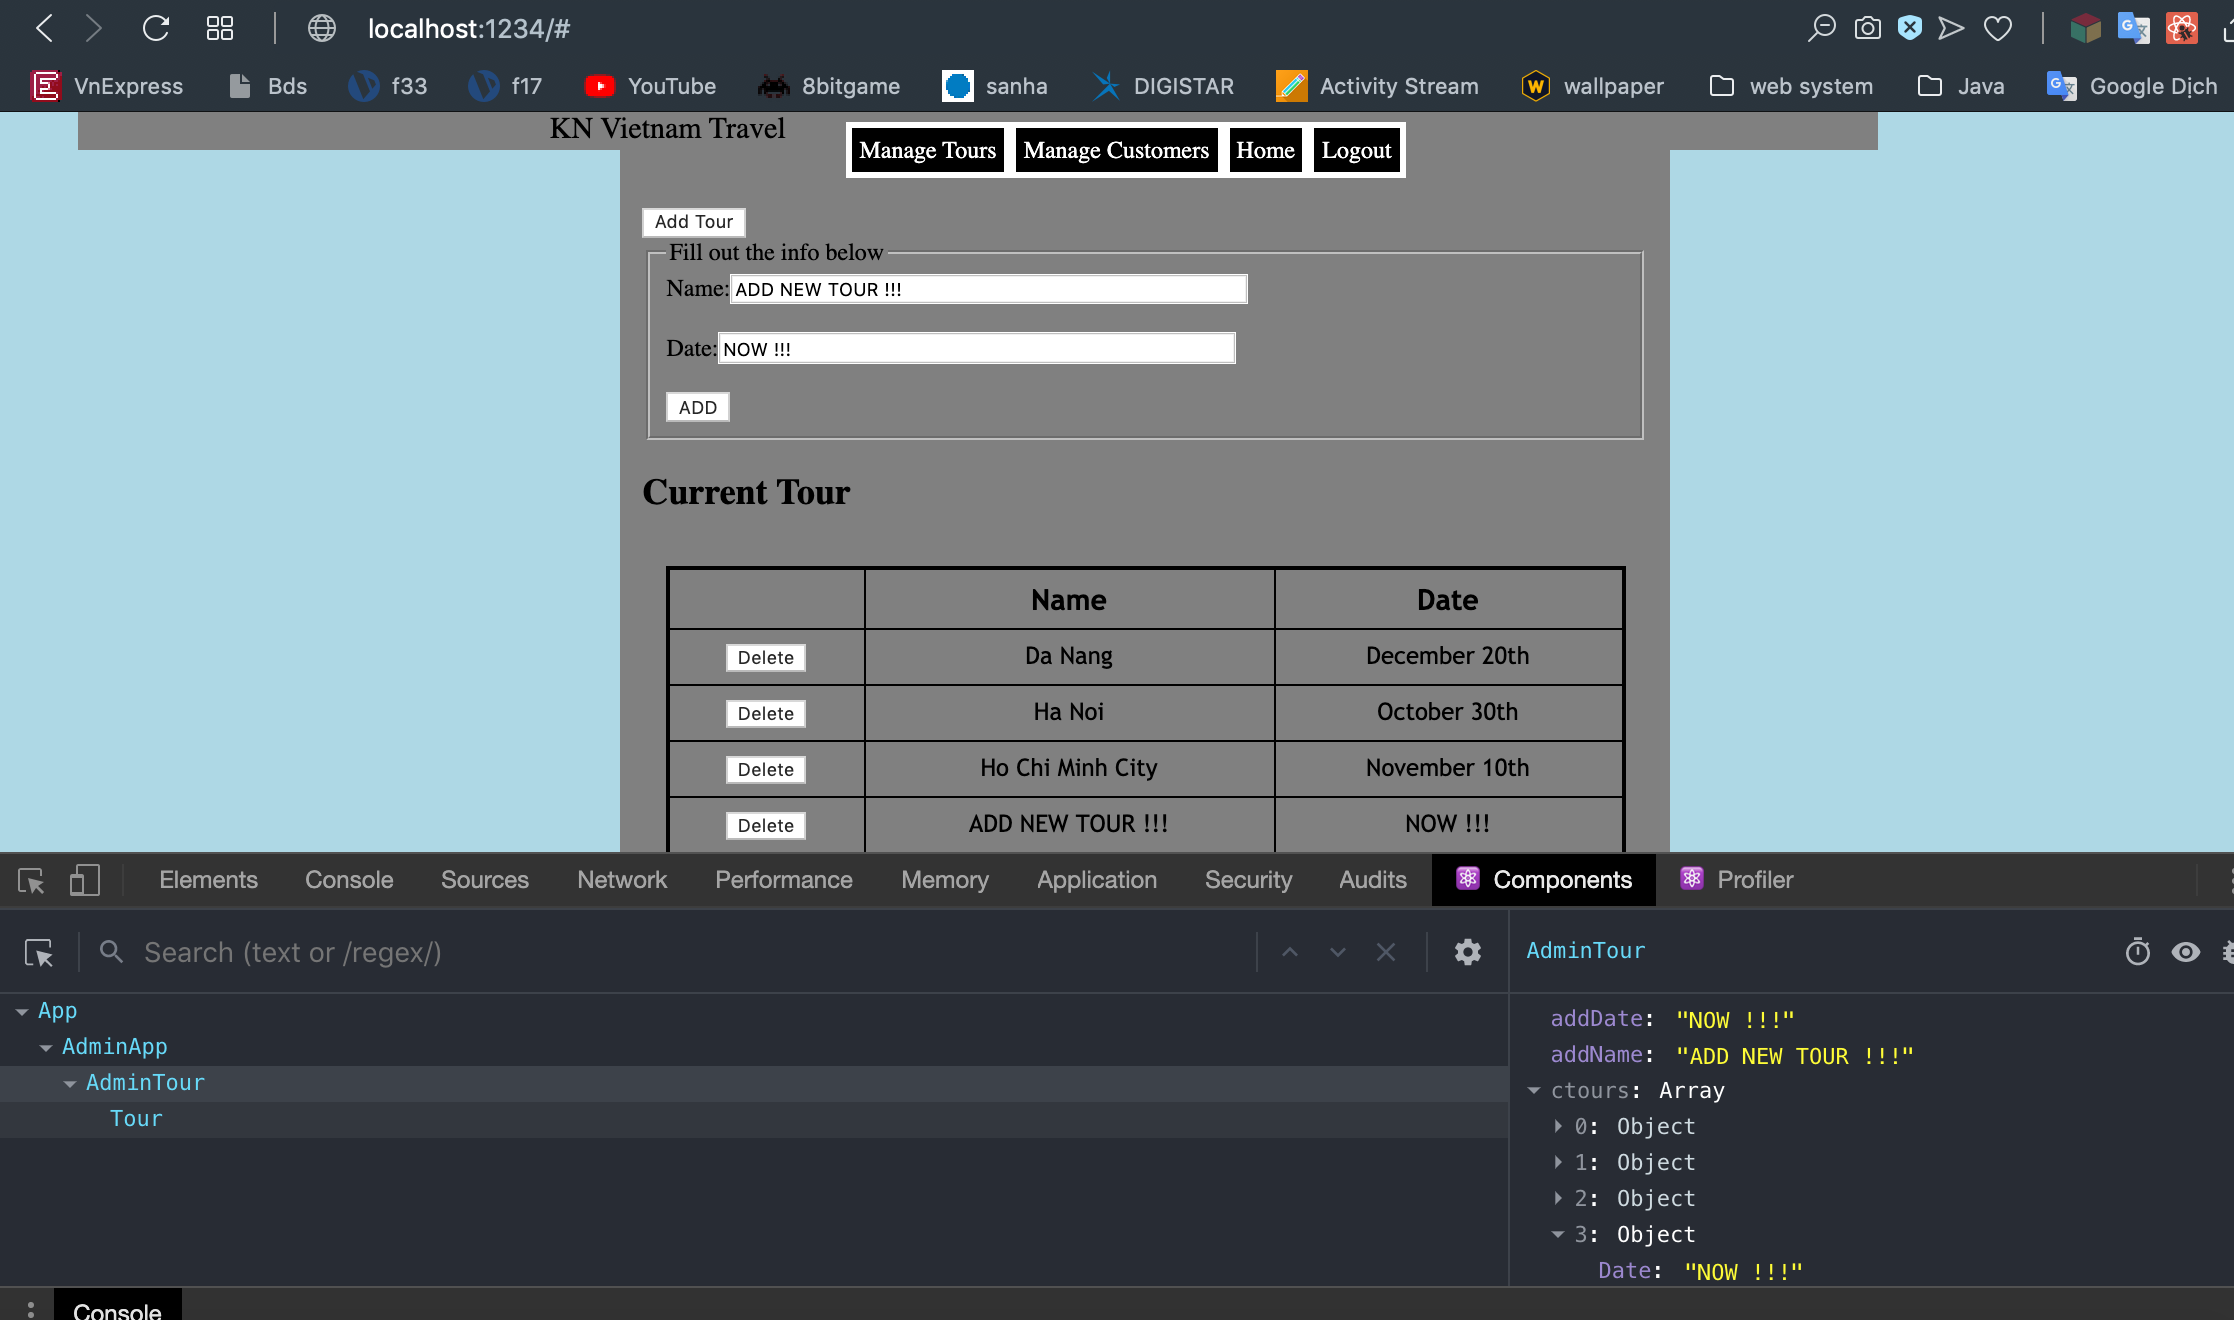 localhost:1234/#
VnExpress Bds f33 f17 YouTube 8bitgame sanha DIGISTAR Activity Stream wallpaper web system Java Google Dịch
KN Vietnam Travel
Manage Tours Manage Customers Home Logout
Add Tour
Fill out the info below
Name: ADD NEW TOUR !!!
Date: NOW !!!
ADD
Current Tour
Name Date
Delete Da Nang December 20th
Delete Ha Noi October 30th
Delete Ho Chi Minh City November 10th
Delete ADD NEW TOUR !!! NOW !!!
Elements Console Sources Network Performance Memory Application Security Audits Components Profiler
Search (text or /regex/)
AdminTour
App
AdminApp
AdminTour
Tour
addDate: "NOW !!!"
addName: "ADD NEW TOUR !!!"
ctours: Array
0: Object
1: Object
2: Object
3: Object
Date: "NOW !!!"
Console